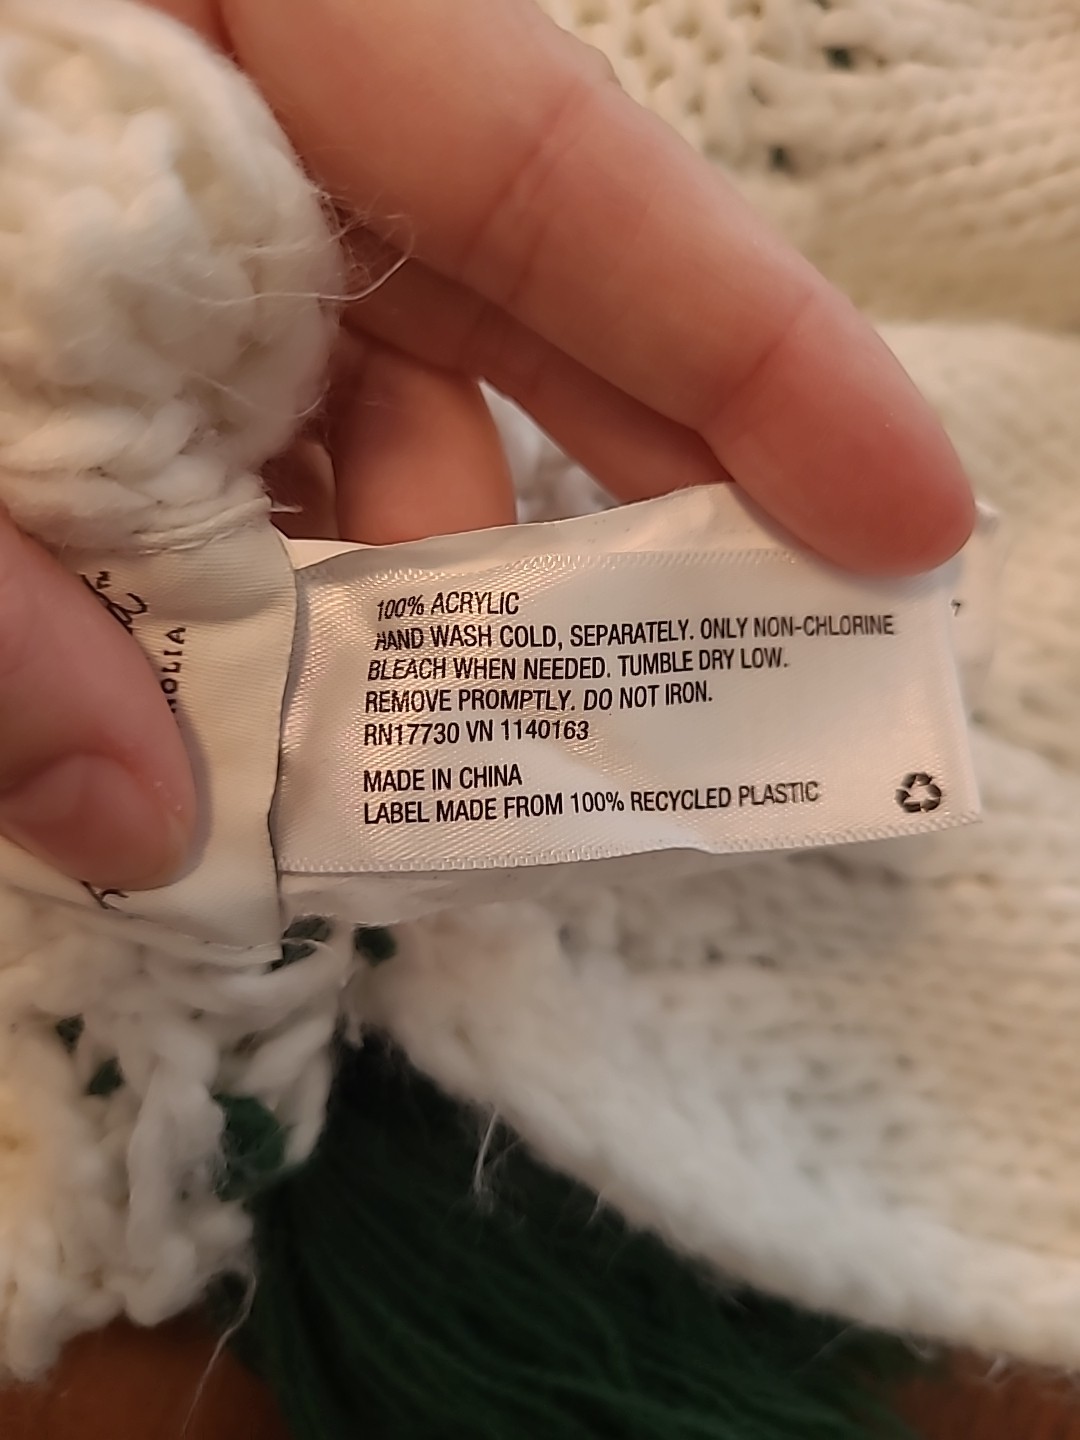 100% ACRYLIC
HAND WASH COLD, SEPARATELY. ONLY NON-CHLORINE
BLEACH WHEN NEEDED. TUMBLE DRY LOW.
REMOVE PROMPTLY. DO NOT IRON.
RN17730 VN 1140163
MADE IN CHINA
LABEL MADE FROM 100% RECYCLED PLASTIC